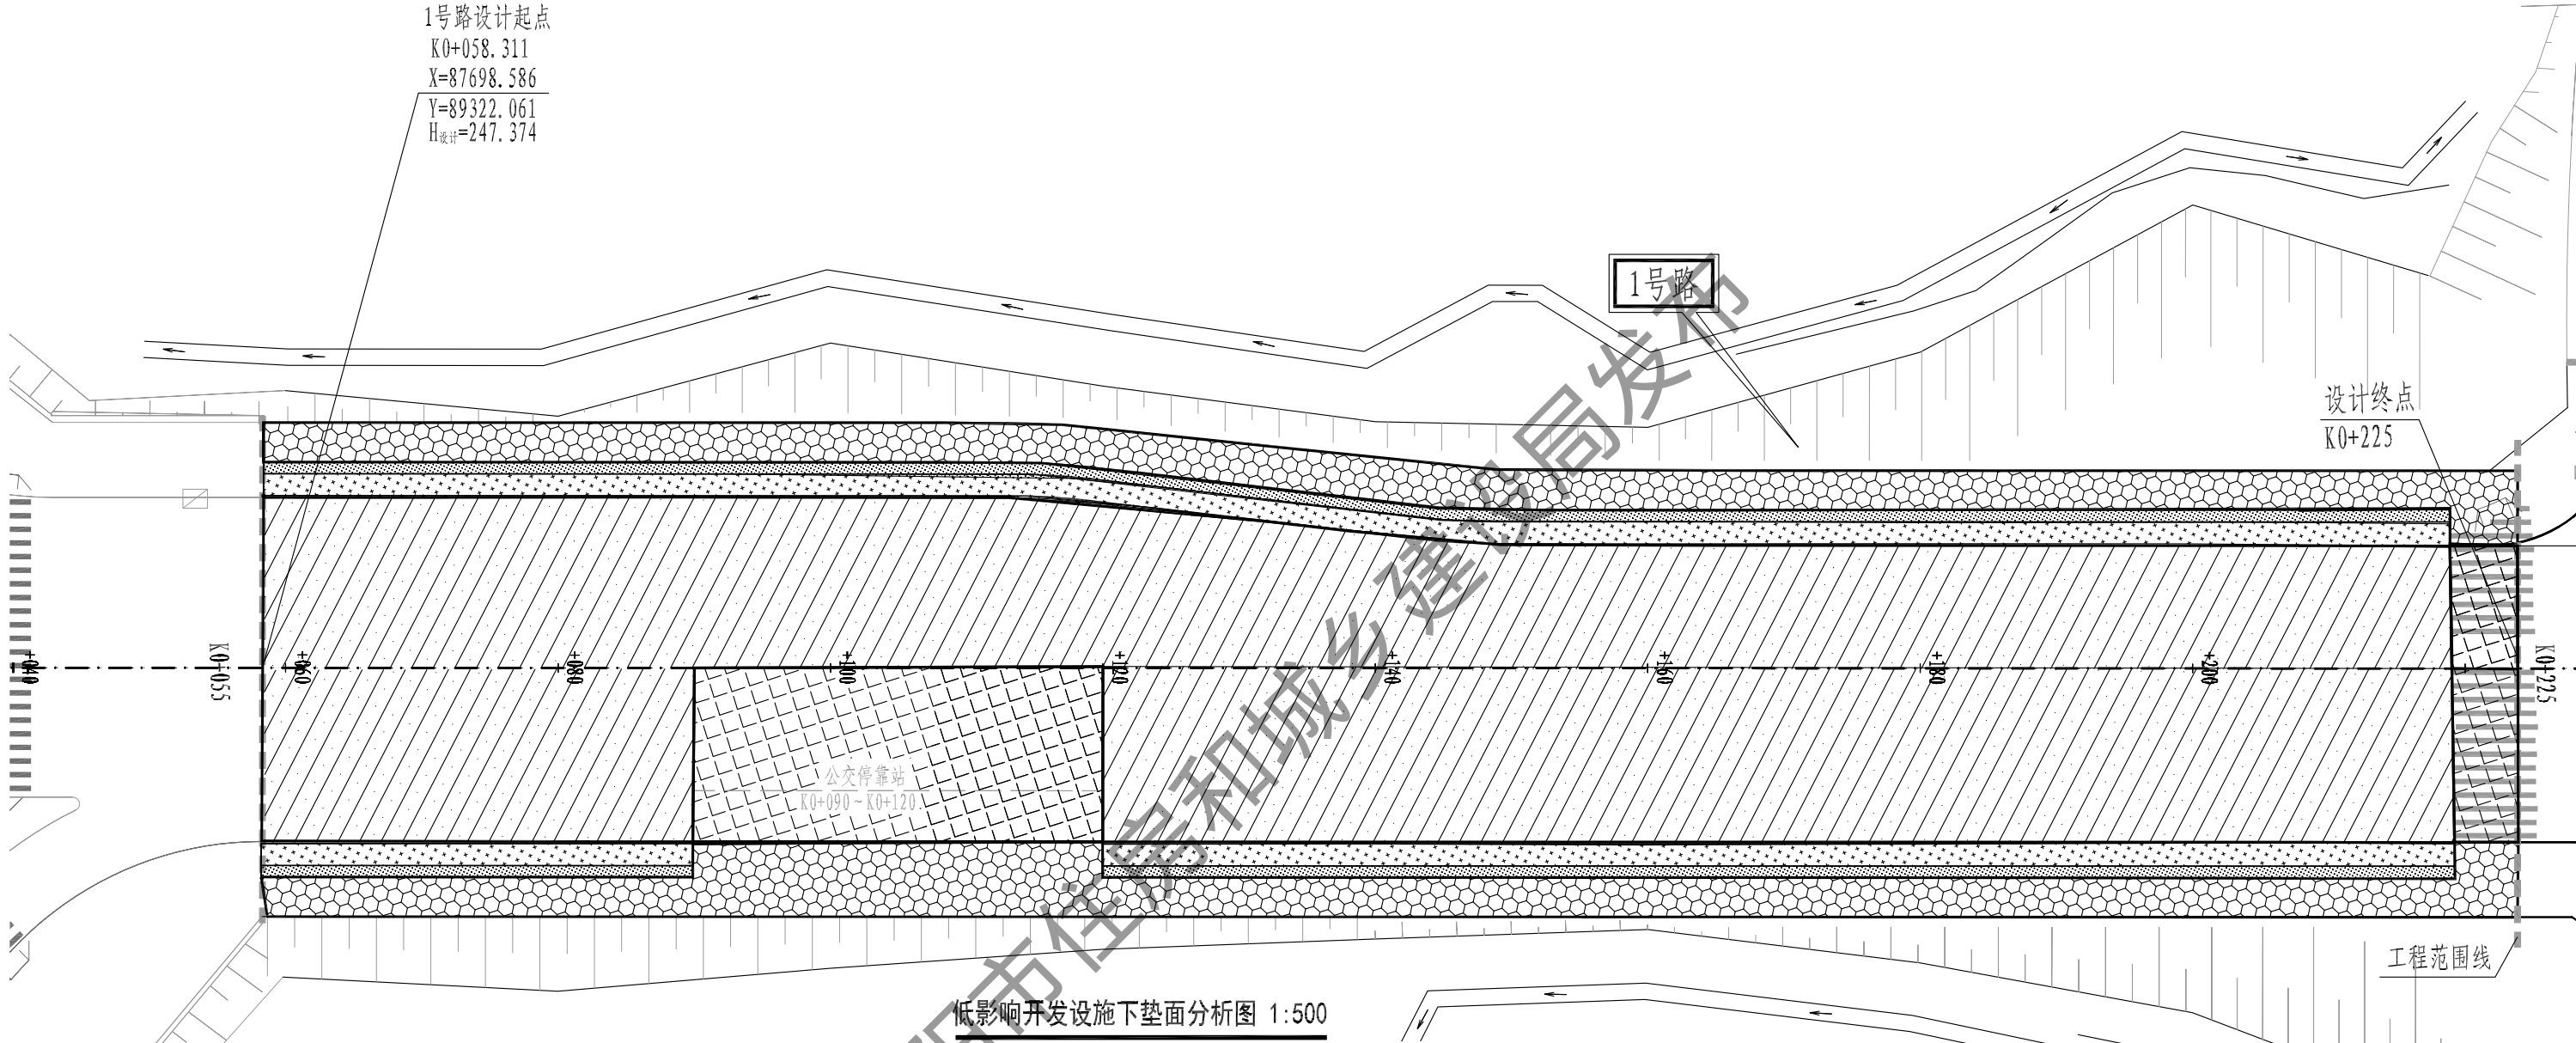 1号路设计起点
K0+058.311
X=87698.586
Y=89322.061
H设计=247.374
1号路
设计终点
K0+225
+040
K0+055
+060
+080
+100
+120
+140
+160
+180
+200
K0+225
公交停靠站
K0+090~K0+120
工程范围线
低影响开发设施下垫面分析图 1:500
市住房和城乡建设局发布